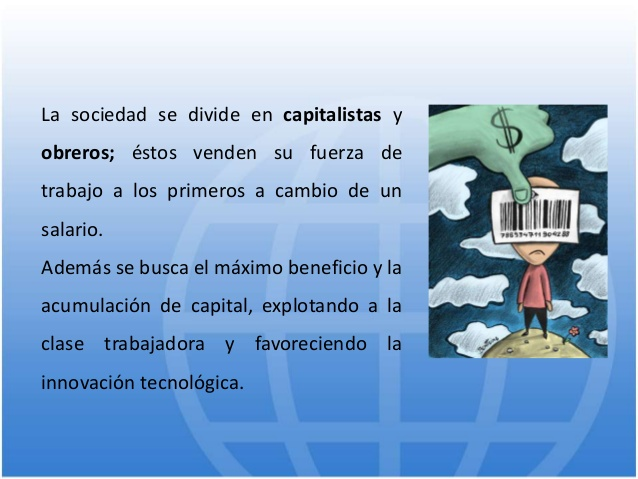 La sociedad se divide en capitalistas y
obreros; éstos venden su fuerza de
trabajo a los primeros a cambio de un
salario.
Además se busca el máximo beneficio y la
acumulación de capital, explotando a la
clase trabajadora y favoreciendo la
innovación tecnológica.
$